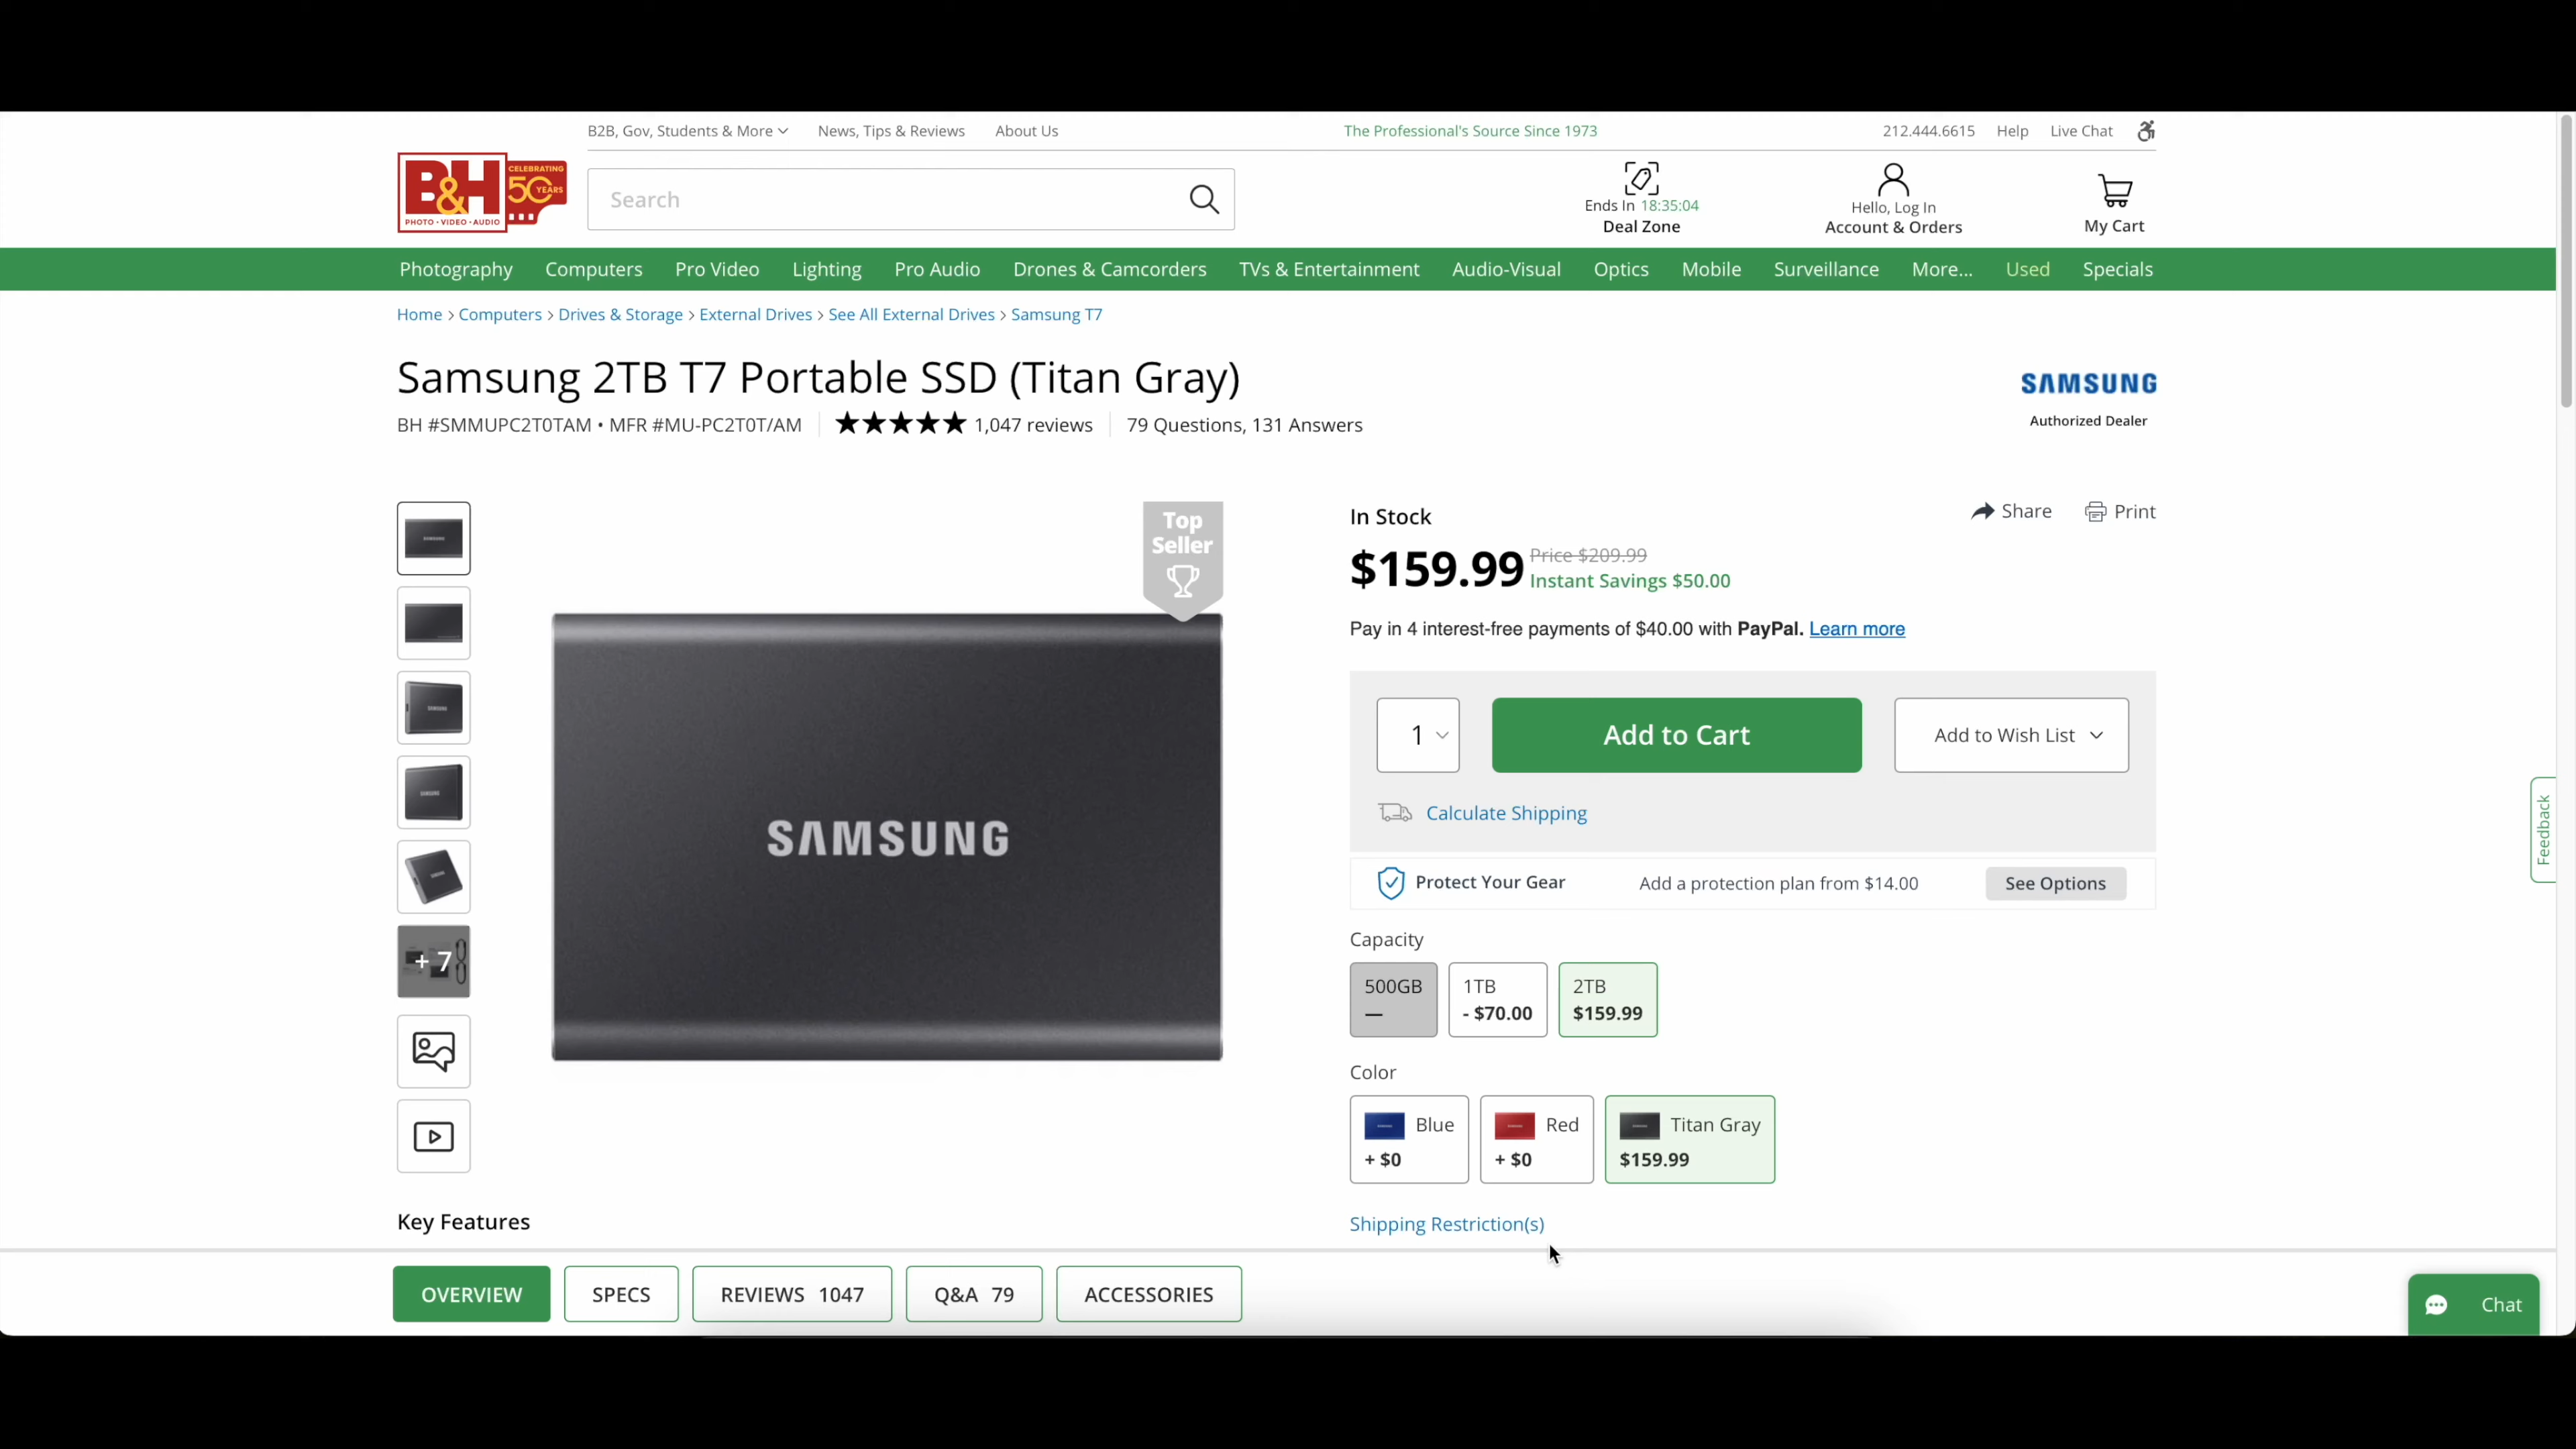 B2B, Gov, Students & More
News, Tips & Reviews
About Us
The Professional's Source Since 1973
212.444.6615
Help
Live Chat
B&H
PHOTO • VIDEO • AUDIO
CELEBRATING
50 YEARS
Search
Ends In 18:35:04
Deal Zone
Hello, Log In
Account & Orders
My Cart
Photography
Computers
Pro Video
Lighting
Pro Audio
Drones & Camcorders
TVs & Entertainment
Audio-Visual
Optics
Mobile
Surveillance
More...
Used
Specials
Home > Computers > Drives & Storage > External Drives > See All External Drives > Samsung T7
Samsung 2TB T7 Portable SSD (Titan Gray)
BH #SMMUPC2T0TAM • MFR #MU-PC2T0T/AM
1,047 reviews
79 Questions, 131 Answers
SAMSUNG
Authorized Dealer
SAMSUNG
SAMSUNG
SAMSUNG
SAMSUNG
+ 7
Top
Seller
SAMSUNG
In Stock
Share
Print
$159.99
Price $209.99
Instant Savings $50.00
Pay in 4 interest-free payments of $40.00 with PayPal. Learn more
1
Add to Cart
Add to Wish List
Calculate Shipping
Protect Your Gear
Add a protection plan from $14.00
See Options
Feedback
Capacity
500GB
—
1TB
- $70.00
2TB
$159.99
Color
Blue
+ $0
Red
+ $0
Titan Gray
$159.99
Shipping Restriction(s)
Key Features
OVERVIEW
SPECS
REVIEWS 1047
Q&A 79
ACCESSORIES
Chat